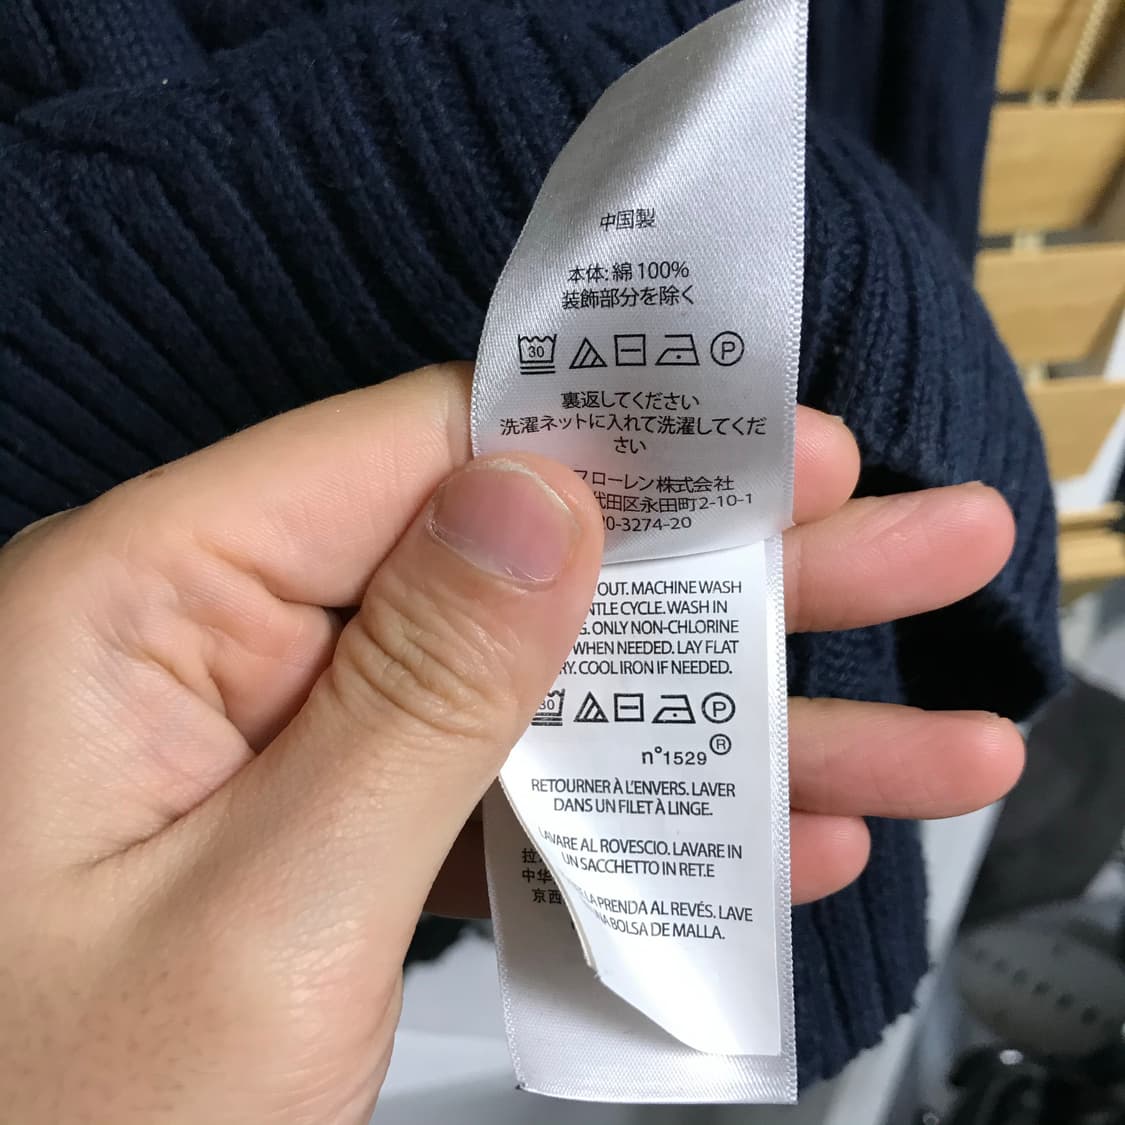 中国製
本体: 綿 100%
装飾部分を除く
30 P
裏返してください
洗濯ネットに入れて洗濯してくだ
さい
フローレン株式会社
代田区永田町2-10-1
0-3274-20
OUT. MACHINE WASH
CYCLE. WASH IN
ONLY NON-CHLORINE
WHEN NEEDED. LAY FLAT
COOL IRON IF NEEDED.
30 P
n°1529 ®
RETOURNER À L'ENVERS. LAVER
DANS UN FILET À LINGE.
LAVARE AL ROVESCIO. LAVARE IN
UN SACCHETTO IN RET.E
LA PRENDA AL REVÉS. LAVE
BOLSA DE MALLA.
拉
中华
京西